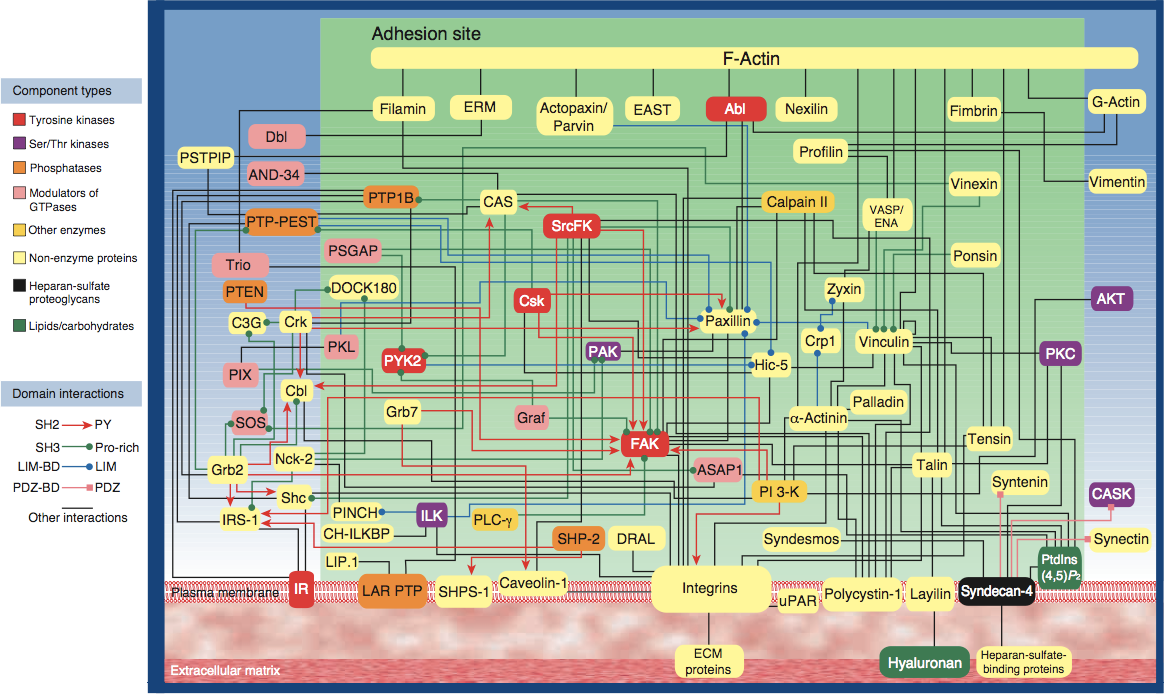 Component types
Tyrosine kinases
Ser/Thr kinases
Phosphatases
Modulators of
GTPases
Other enzymes
Non-enzyme proteins
Heparan-sulfate
proteoglycans
Lipids/carbohydrates
Domain interactions
SH2 PY
SH3 Pro-rich
LIM-BD LIM
PDZ-BD PDZ
Other interactions
Adhesion site
F-Actin
Filamin
ERM
Actopaxin/
Parvin
EAST
Abl
Nexilin
Fimbrin
G-Actin
Dbl
PSTPIP
Profilin
AND-34
Vinexin
Vimentin
PTP1B
CAS
Calpain II
PTP-PEST
SrcFK
VASP/
ENA
PSGAP
Ponsin
Trio
PTEN
DOCK180
Csk
Zyxin
AKT
C3G
Crk
Paxillin
Crp1
Vinculin
PKL
PYK2
PAK
Hic-5
PKC
PIX
Cbl
Palladin
Grb7
Graf
α-Actinin
SOS
FAK
Tensin
Nck-2
Grb2
ASAP1
Talin
Shc
PI 3-K
Syntenin
CASK
IRS-1
PINCH
ILK
PLC-γ
CH-ILKBP
SHP-2
DRAL
Syndesmos
Synectin
LIP.1
PtdIns
(4,5)P2
Plasma membrane
IR
LAR PTP
SHPS-1
Caveolin-1
Integrins
uPAR
Polycystin-1
Layilin
Syndecan-4
Extracellular matrix
ECM
proteins
Hyaluronan
Heparan-sulfate-
binding proteins